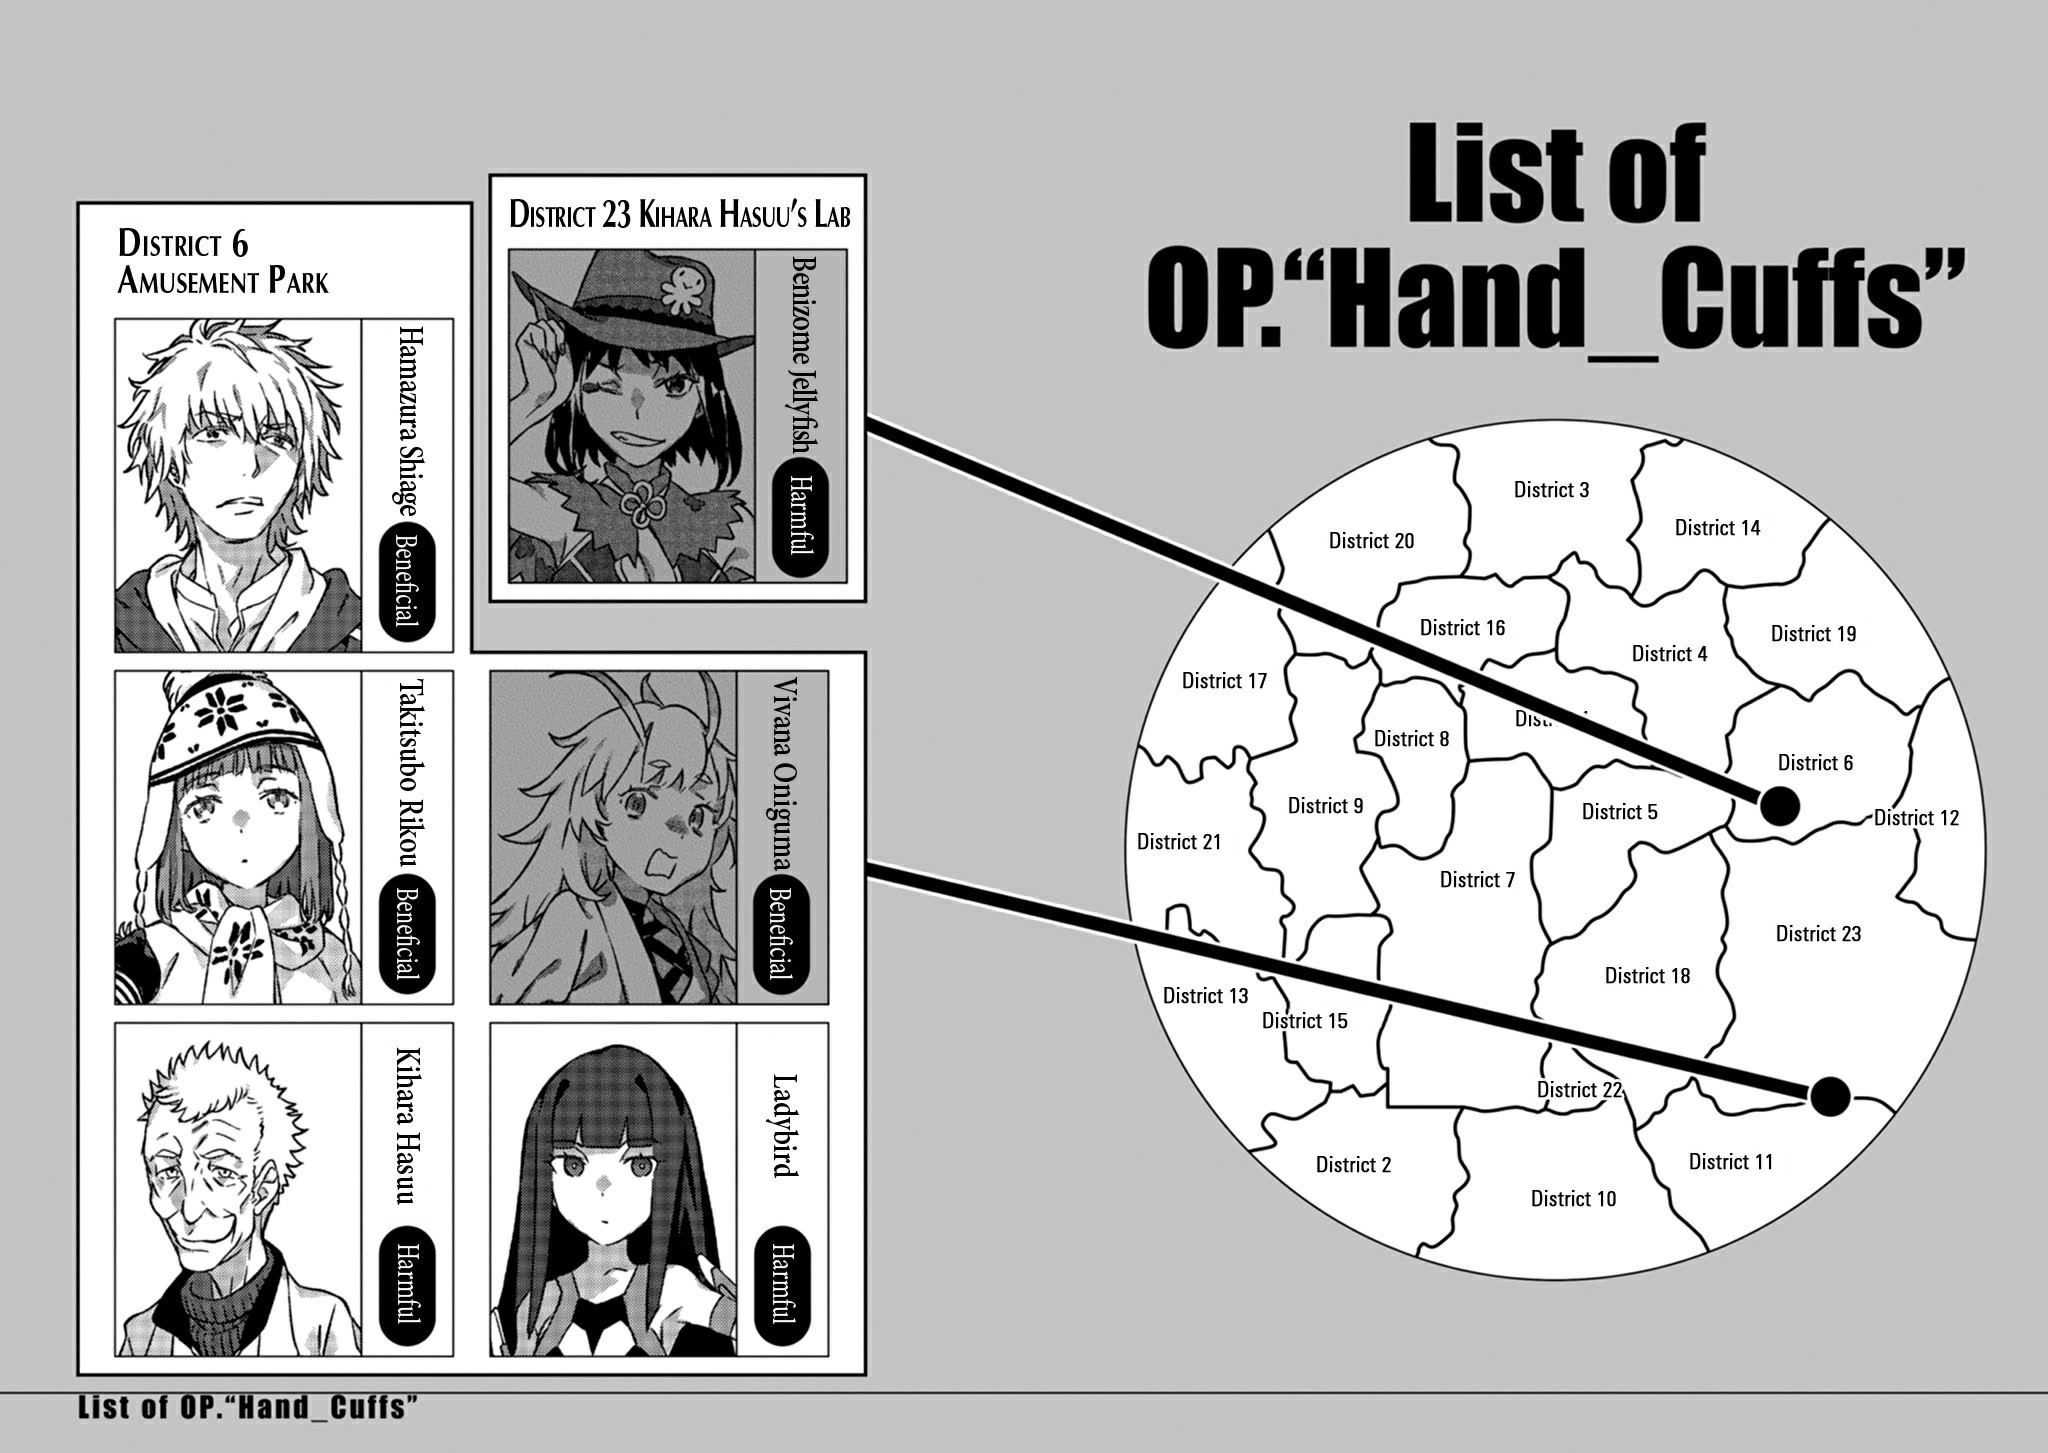 List of
OP.“Hand_Cuffs”
DISTRICT 6
AMUSEMENT PARK
Hamazura Shiage
Beneficial
Takitsubo Rikou
Beneficial
Vivana Oniguma
Beneficial
Kihara Hasuu
Harmful
Ladybird
Harmful
DISTRICT 23 KIHARA HASUU’S LAB
Benizome Jellyfish
Harmful
District 3
District 20
District 14
District 16
District 19
District 4
District 17
District 8
District 6
District 9
District 5
District 12
District 21
District 7
District 23
District 18
District 13
District 15
District 22
District 2
District 11
District 10
List of OP.“Hand_Cuffs”